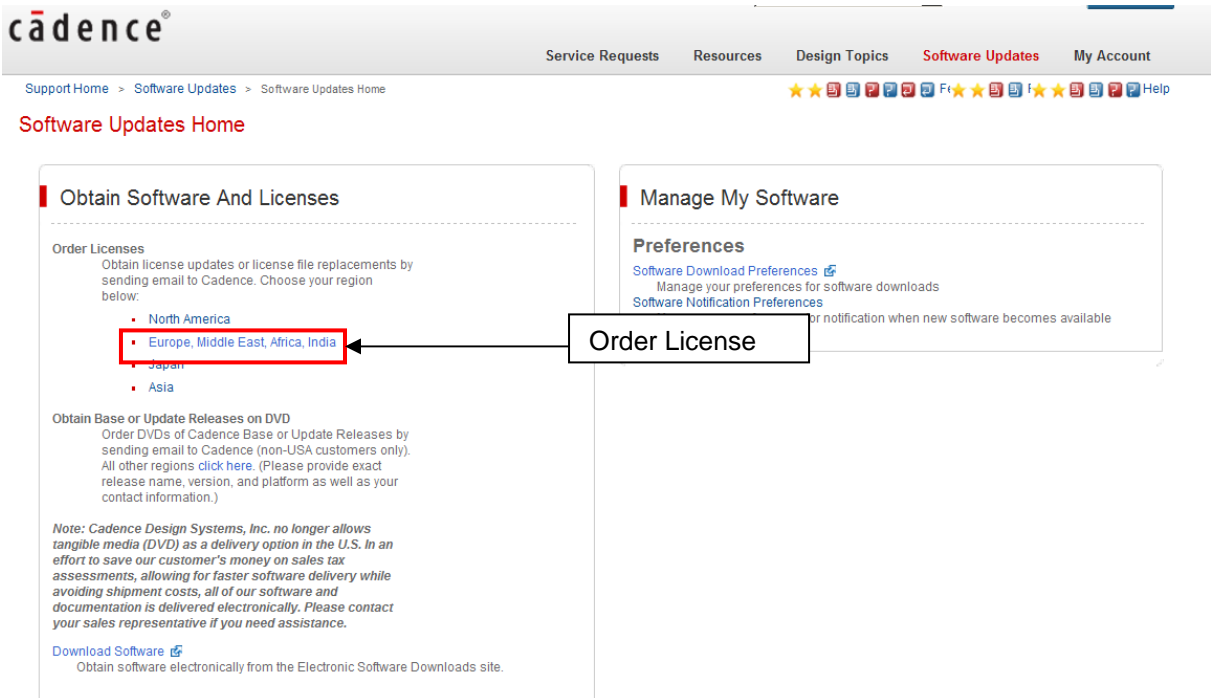 cādence®
Service Requests Resources Design Topics Software Updates My Account
Support Home > Software Updates > Software Updates Home
Help
Software Updates Home
Obtain Software And Licenses
Order Licenses
Obtain license updates or license file replacements by
sending email to Cadence. Choose your region
below:
North America
Europe, Middle East, Africa, India
Japan
Asia
Obtain Base or Update Releases on DVD
Order DVDs of Cadence Base or Update Releases by
sending email to Cadence (non-USA customers only).
All other regions click here. (Please provide exact
release name, version, and platform as well as your
contact information.)
Note: Cadence Design Systems, Inc. no longer allows
tangible media (DVD) as a delivery option in the U.S. In an
effort to save our customer's money on sales tax
assessments, allowing for faster software delivery while
avoiding shipment costs, all of our software and
documentation is delivered electronically. Please contact
your sales representative if you need assistance.
Download Software
Obtain software electronically from the Electronic Software Downloads site.
Order License
Manage My Software
Preferences
Software Download Preferences
Manage your preferences for software downloads
Software Notification Preferences
or notification when new software becomes available